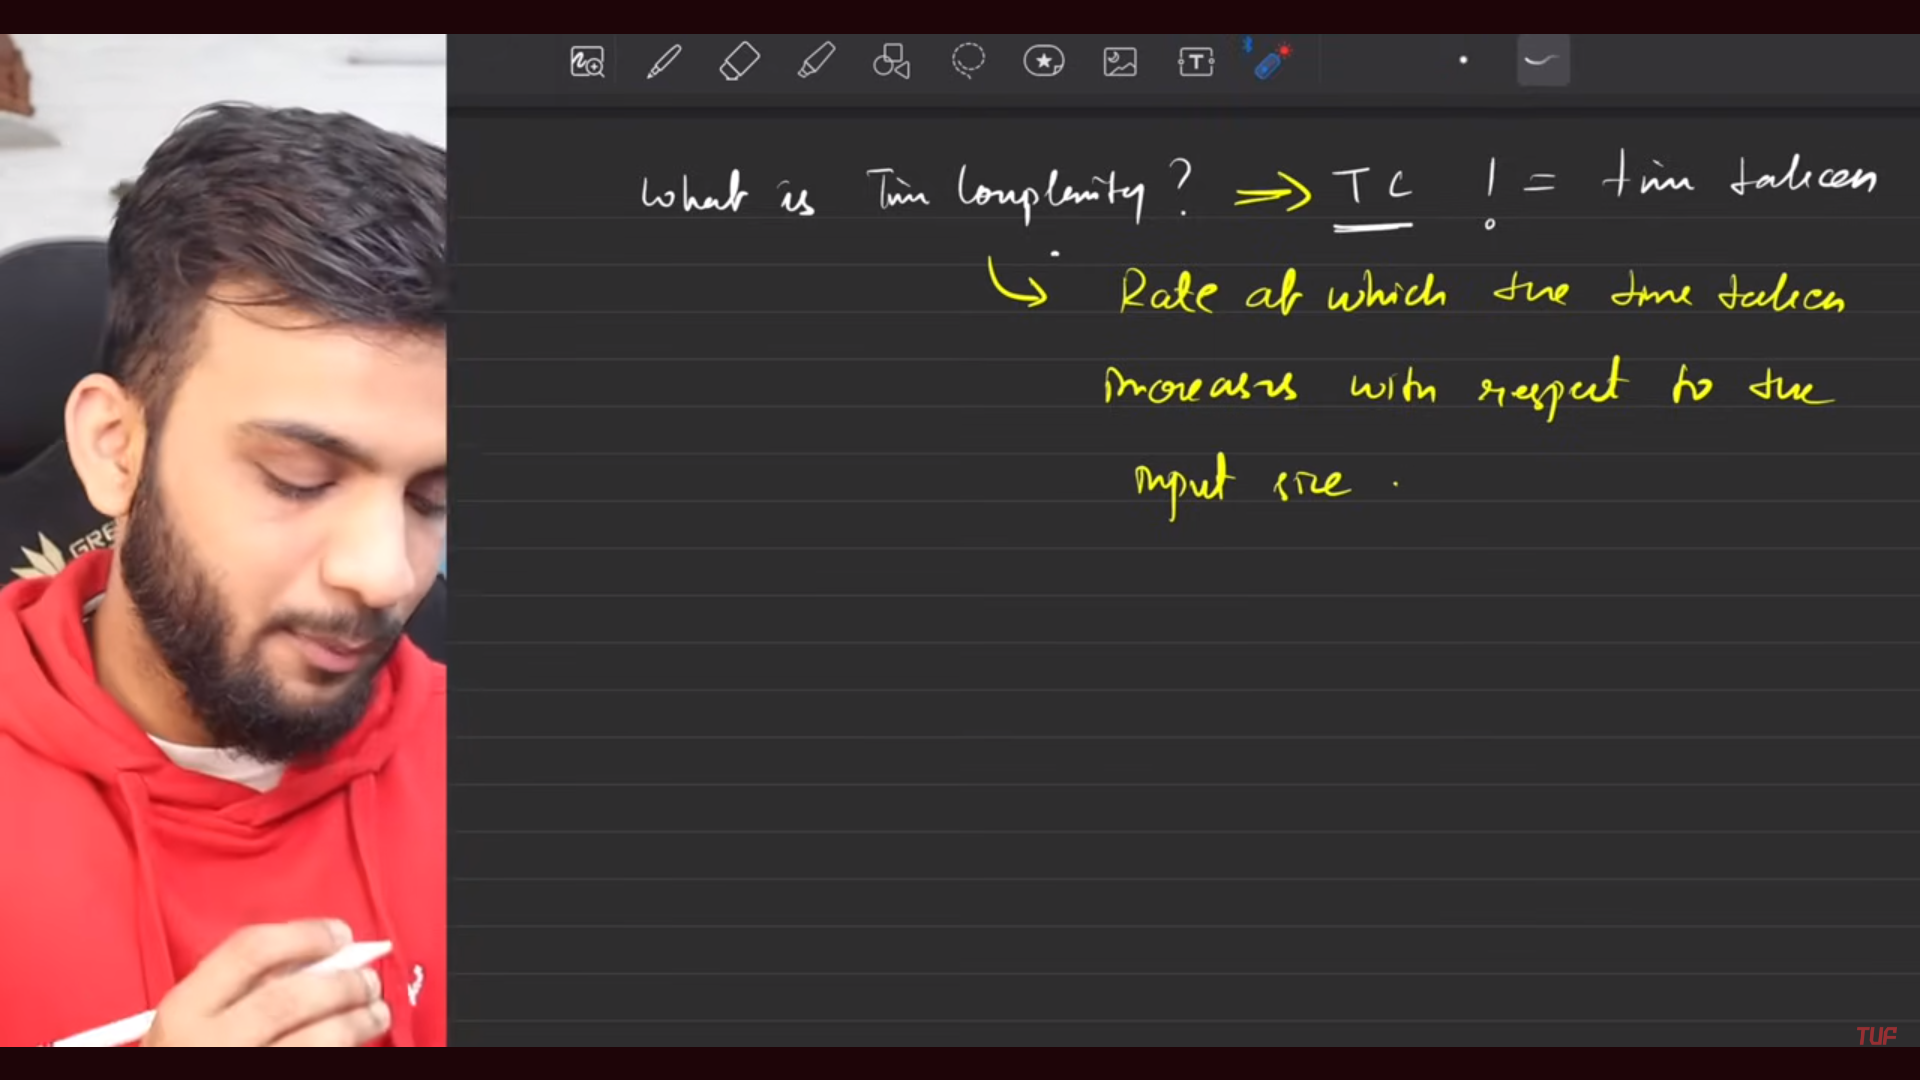 What is Time Complexity? ⇒ TC != time taken
↳ Rate at which the time taken
increases with respect to the
input size.
GRE
TUF